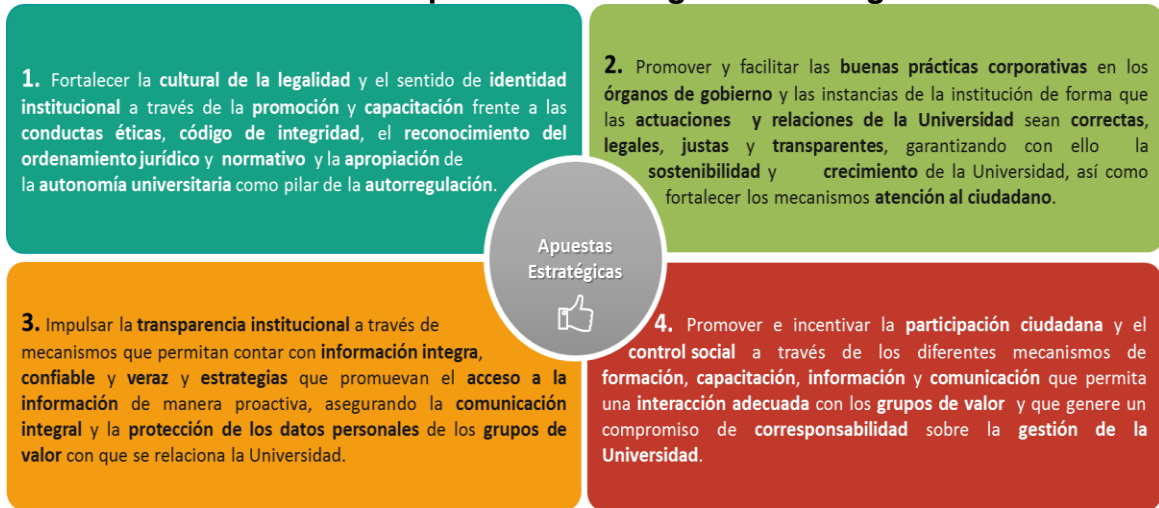 1. Fortalecer la cultural de la legalidad y el sentido de identidad
institucional a través de la promoción y capacitación frente a las
conductas éticas, código de integridad, el reconocimiento del
ordenamiento jurídico y normativo y la apropiación de
la autonomía universitaria como pilar de la autorregulación.
2. Promover y facilitar las buenas prácticas corporativas en los
órganos de gobierno y las instancias de la institución de forma que
las actuaciones y relaciones de la Universidad sean correctas,
legales, justas y transparentes, garantizando con ello la
sostenibilidad y crecimiento de la Universidad, así como
fortalecer los mecanismos atención al ciudadano.
Apuestas
Estratégicas
3. Impulsar la transparencia institucional a través de
mecanismos que permitan contar con información integra,
confiable y veraz y estrategias que promuevan el acceso a la
información de manera proactiva, asegurando la comunicación
integral y la protección de los datos personales de los grupos de
valor con que se relaciona la Universidad.
4. Promover e incentivar la participación ciudadana y el
control social a través de los diferentes mecanismos de
formación, capacitación, información y comunicación que permita
una interacción adecuada con los grupos de valor y que genere un
compromiso de corresponsabilidad sobre la gestión de la
Universidad.